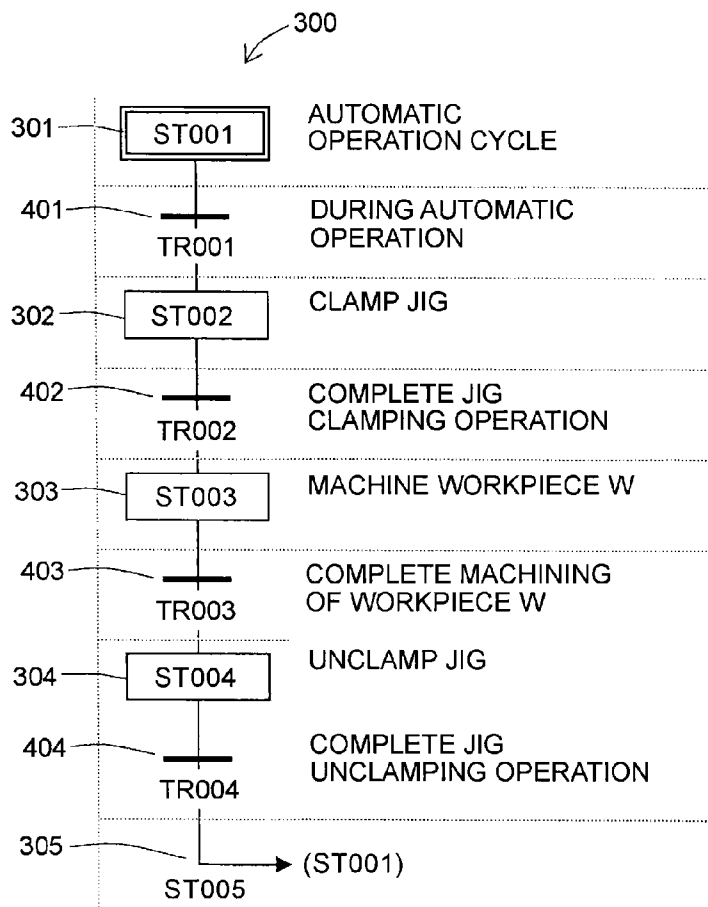 300
301 ST001 AUTOMATIC
OPERATION CYCLE
401 DURING AUTOMATIC
TR001 OPERATION
302 ST002 CLAMP JIG
402 COMPLETE JIG
TR002 CLAMPING OPERATION
303 ST003 MACHINE WORKPIECE W
403 COMPLETE MACHINING
TR003 OF WORKPIECE W
304 ST004 UNCLAMP JIG
404 COMPLETE JIG
TR004 UNCLAMPING OPERATION
305 (ST001)
ST005